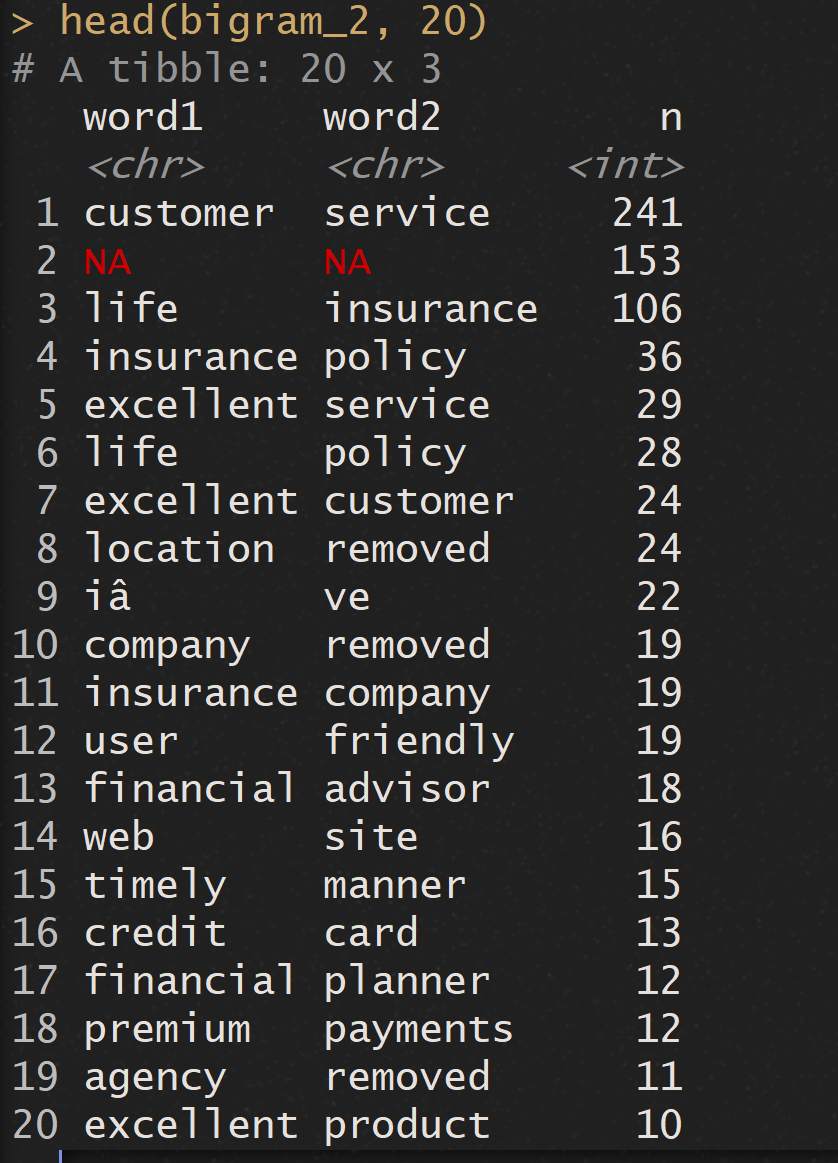 > head(bigram_2, 20)
# A tibble: 20 x 3
word1 word2 n
<chr> <chr> <int>
1 customer service 241
2 NA NA 153
3 life insurance 106
4 insurance policy 36
5 excellent service 29
6 life policy 28
7 excellent customer 24
8 location removed 24
9 iâ ve 22
10 company removed 19
11 insurance company 19
12 user friendly 19
13 financial advisor 18
14 web site 16
15 timely manner 15
16 credit card 13
17 financial planner 12
18 premium payments 12
19 agency removed 11
20 excellent product 10